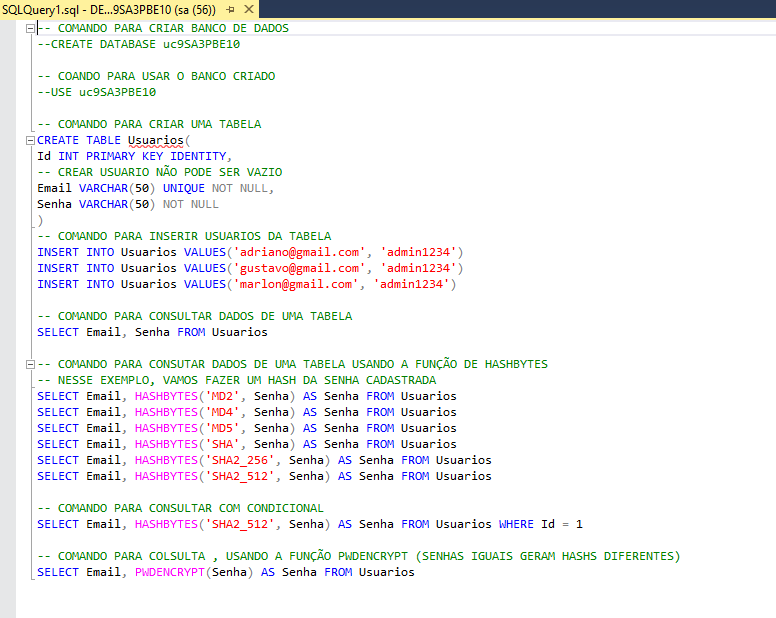 SQLQuery1.sql - DE...9SA3PBE10 (sa (56))
-- COMANDO PARA CRIAR BANCO DE DADOS
--CREATE DATABASE uc9SA3PBE10
-- COANDO PARA USAR O BANCO CRIADO
--USE uc9SA3PBE10
-- COMANDO PARA CRIAR UMA TABELA
CREATE TABLE Usuarios(
Id INT PRIMARY KEY IDENTITY,
-- CREAR USUARIO NÃO PODE SER VAZIO
Email VARCHAR(50) UNIQUE NOT NULL,
Senha VARCHAR(50) NOT NULL
)
-- COMANDO PARA INSERIR USUARIOS DA TABELA
INSERT INTO Usuarios VALUES('adriano@gmail.com', 'admin1234')
INSERT INTO Usuarios VALUES('gustavo@gmail.com', 'admin1234')
INSERT INTO Usuarios VALUES('marlon@gmail.com', 'admin1234')
-- COMANDO PARA CONSULTAR DADOS DE UMA TABELA
SELECT Email, Senha FROM Usuarios
-- COMANDO PARA CONSUTAR DADOS DE UMA TABELA USANDO A FUNÇÃO DE HASHBYTES
-- NESSE EXEMPLO, VAMOS FAZER UM HASH DA SENHA CADASTRADA
SELECT Email, HASHBYTES('MD2', Senha) AS Senha FROM Usuarios
SELECT Email, HASHBYTES('MD4', Senha) AS Senha FROM Usuarios
SELECT Email, HASHBYTES('MD5', Senha) AS Senha FROM Usuarios
SELECT Email, HASHBYTES('SHA', Senha) AS Senha FROM Usuarios
SELECT Email, HASHBYTES('SHA2_256', Senha) AS Senha FROM Usuarios
SELECT Email, HASHBYTES('SHA2_512', Senha) AS Senha FROM Usuarios
-- COMANDO PARA CONSULTAR COM CONDICIONAL
SELECT Email, HASHBYTES('SHA2_512', Senha) AS Senha FROM Usuarios WHERE Id = 1
-- COMANDO PARA COLSULTA , USANDO A FUNÇÃO PWDENCRYPT (SENHAS IGUAIS GERAM HASHS DIFERENTES)
SELECT Email, PWDENCRYPT(Senha) AS Senha FROM Usuarios